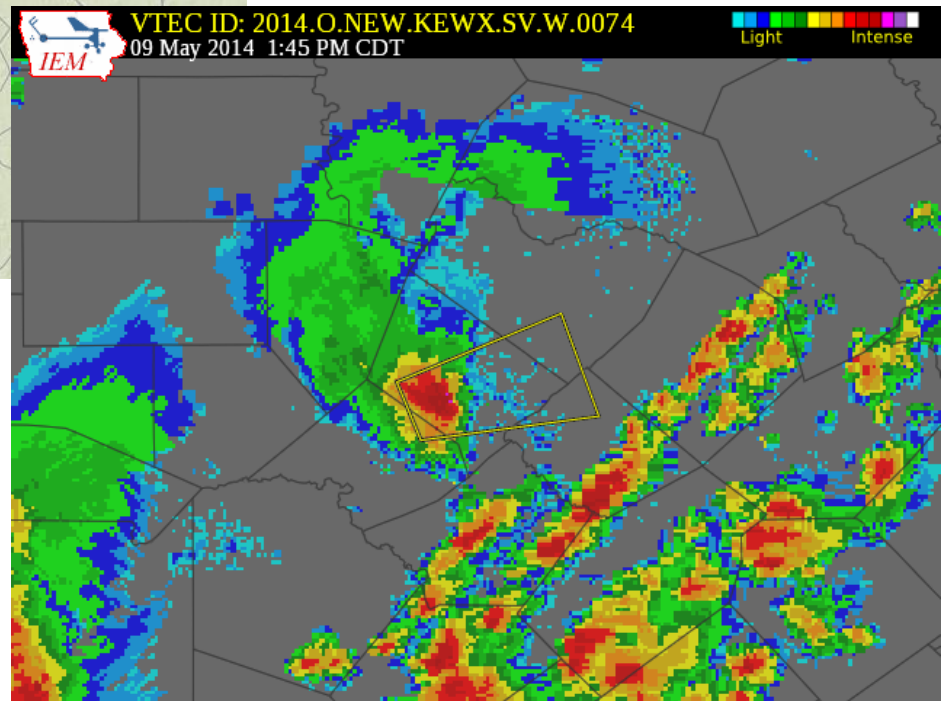 VTEC ID: 2014.O.NEW.KEWX.SV.W.0074
09 May 2014  1:45 PM CDT
IEM
Light
Intense